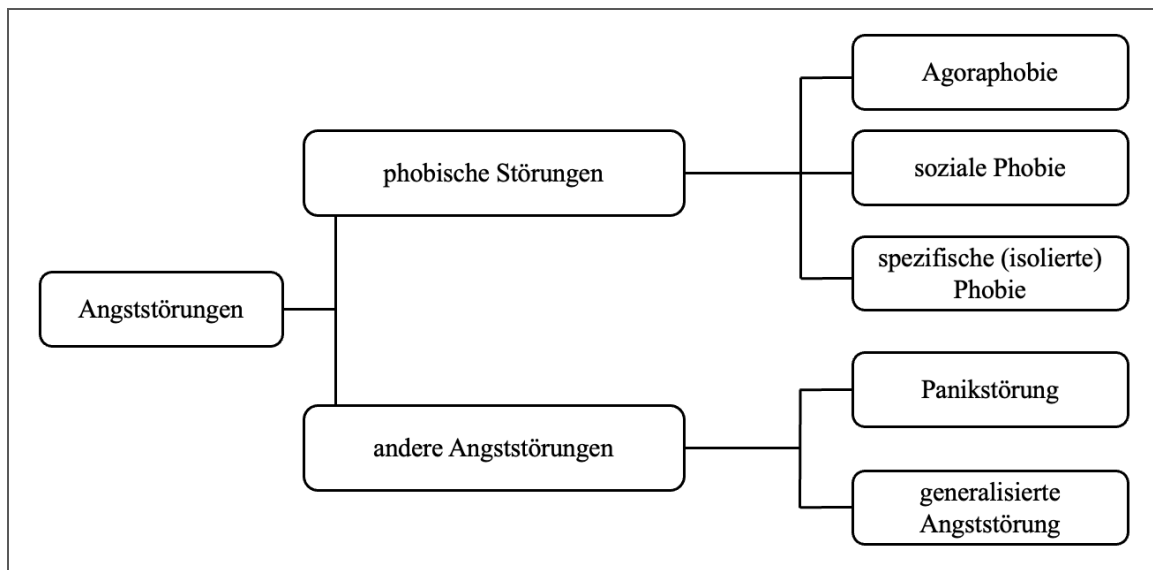 Angststörungen
phobische Störungen
Agoraphobie
soziale Phobie
spezifische (isolierte)
Phobie
andere Angststörungen
Panikstörung
generalisierte
Angststörung